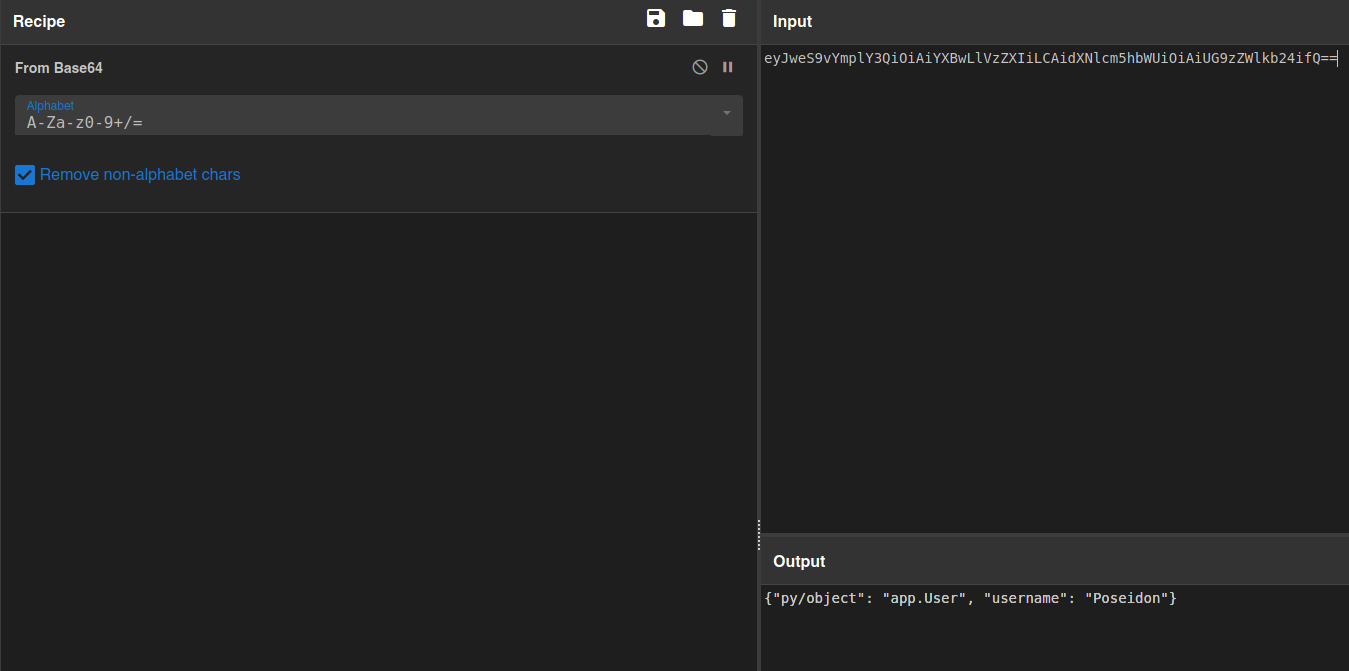 Recipe
From Base64
Alphabet
A-Za-z0-9+/=
Remove non-alphabet chars
Input
eyJweS9vYmplY3QiOiAiYXBwLlVzZXIiLCAidXNlcm5hbWUiOiAiUG9zZWlkb24ifQ==
Output
{"py/object": "app.User", "username": "Poseidon"}